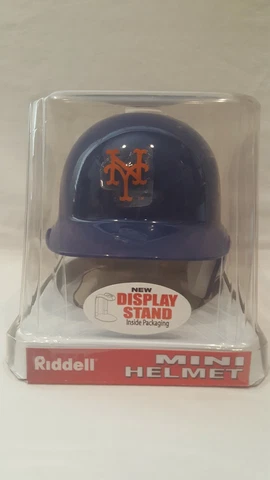 NY
NEW
DISPLAY
STAND
Inside Packaging
Riddell
MINI
HELMET